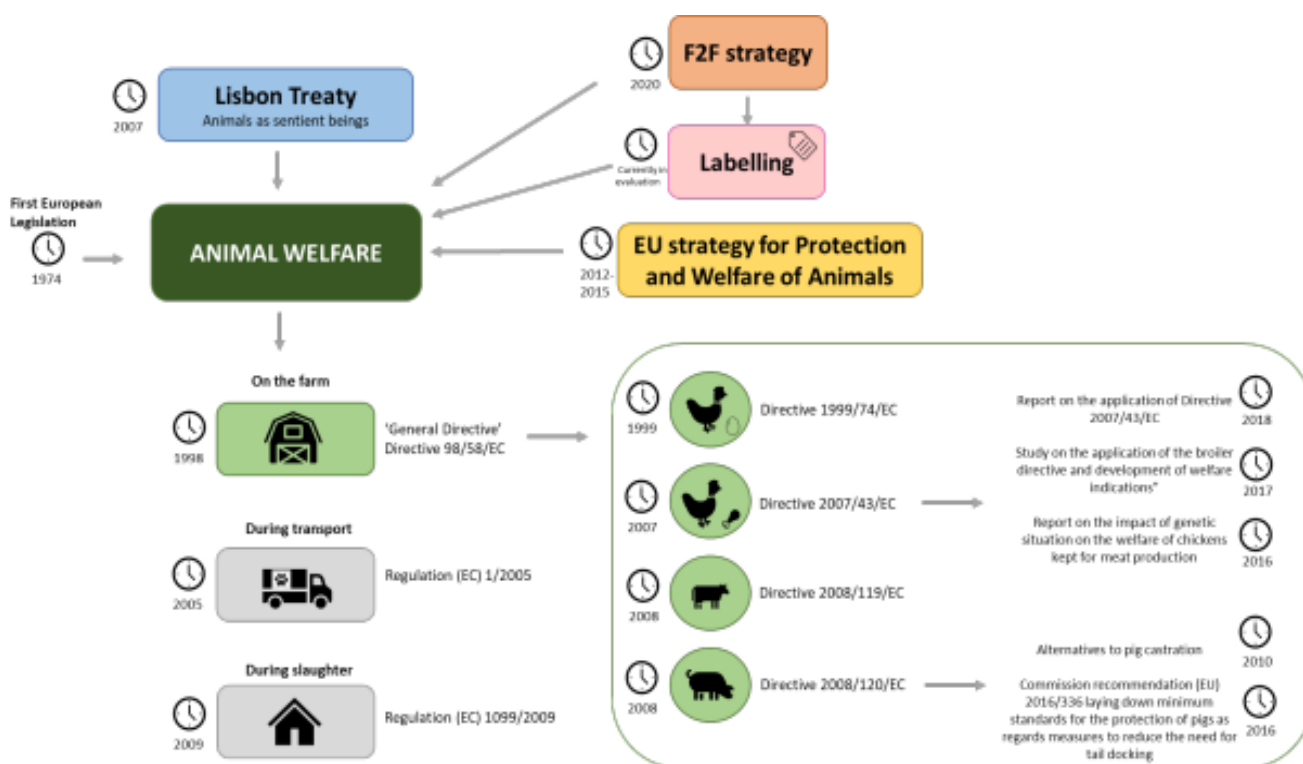 F2F strategy
2020
Lisbon Treaty
Animals as sentient beings
2007
Labelling
Currently in
evaluation
First European
Legislation
1974
ANIMAL WELFARE
EU strategy for Protection
and Welfare of Animals
2012-
2015
On the farm
1998
'General Directive'
Directive 98/58/EC
During transport
2005
Regulation (EC) 1/2005
During slaughter
2009
Regulation (EC) 1099/2009
1999
Directive 1999/74/EC
2007
Directive 2007/43/EC
2008
Directive 2008/119/EC
2008
Directive 2008/120/EC
Report on the application of Directive
2007/43/EC
2018
Study on the application of the broiler
directive and development of welfare
indications"
2017
Report on the impact of genetic
situation on the welfare of chickens
kept for meat production
2016
Alternatives to pig castration
2010
Commission recommendation (EU)
2016/336 laying down minimum
standards for the protection of pigs as
regards measures to reduce the need for
tail docking
2016